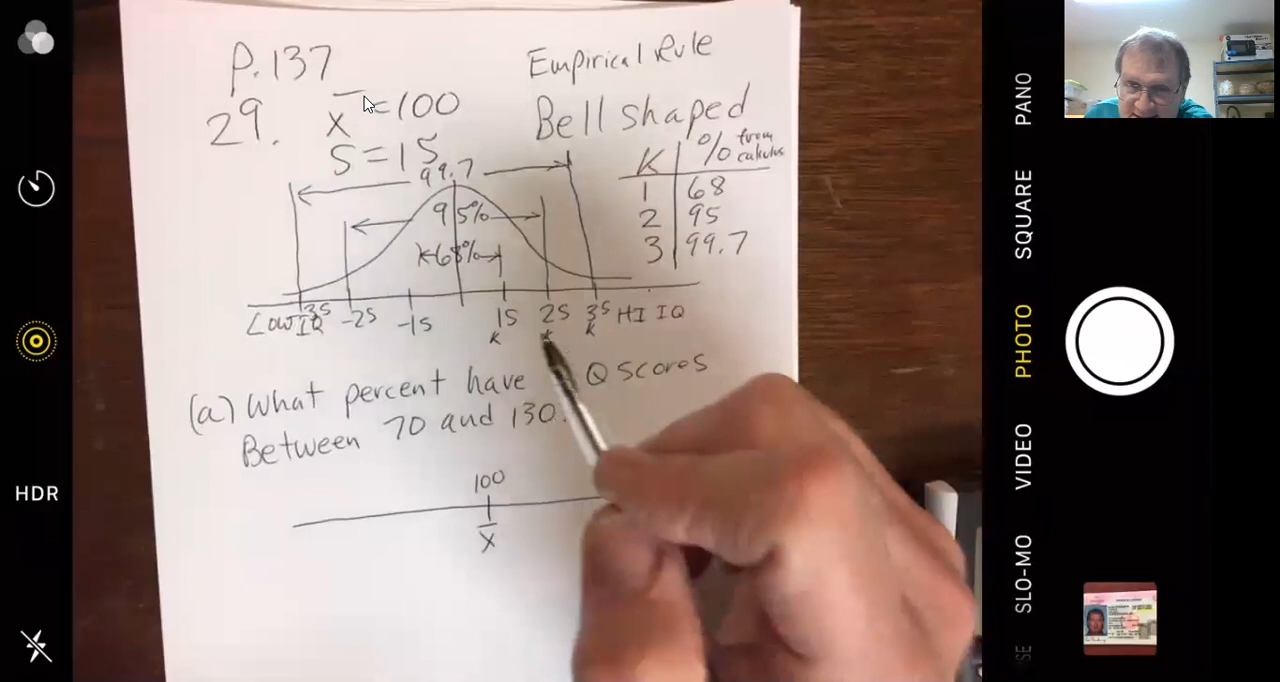 P.137
29. x̄ = 100
S = 15
Empirical Rule
Bell shaped
K % from calculus
1 68
2 95
3 99.7
99.7
95%
68%
-3S -2S -1S 1S 2S 3S
Low IQ HI IQ
K K K
(a) What percent have Q scores
Between 70 and 130.
100
x̄
HDR
PANO
SQUARE
PHOTO
VIDEO
SLO-MO
SE